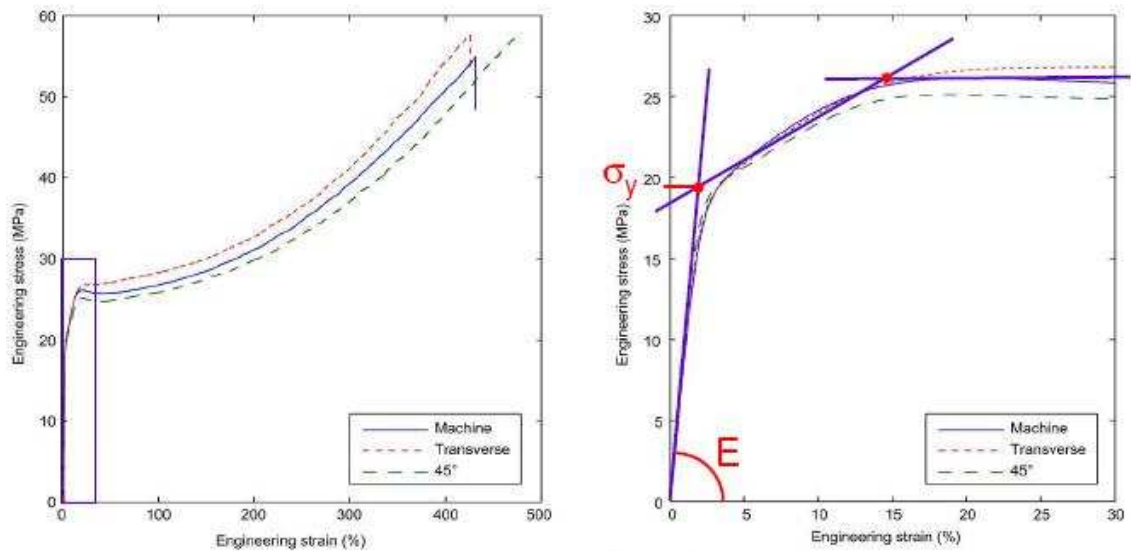 60
50
40
30
20
10
0
0
100
200
300
400
500
Engineering stress (MPa)
Engineering strain (%)
Machine
Transverse
45°
30
25
20
15
10
5
0
0
5
10
15
20
25
30
Engineering stress (MPa)
Engineering strain (%)
σy
E
Machine
Transverse
45°